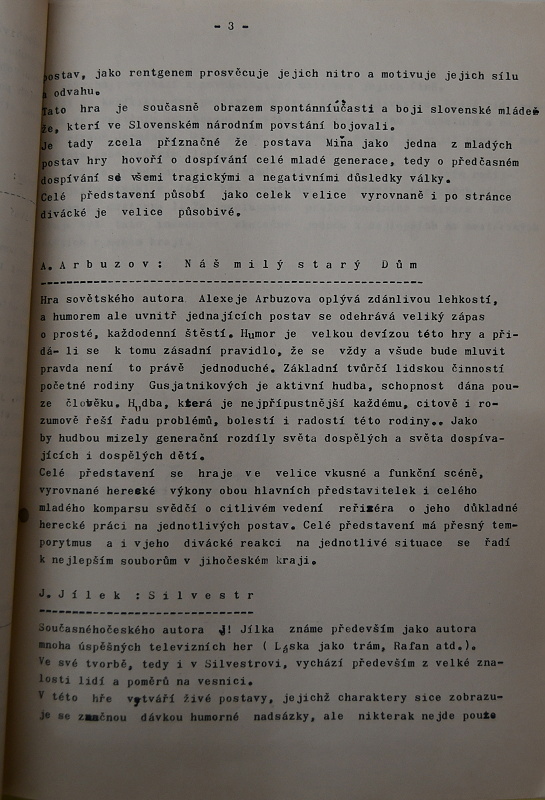 - 3 -
postav, jako rentgenem prosvěcuje jejich nitro a motivuje jejich sílu
a odvahu.
Tato hra je současně obrazem spontánníúčasti a boji slovenské mláde-
že, kterí ve Slovenském národním povstání bojovali.
Je tady zcela příznačné že postava Miňa jako jedna z mladých
postav hry hovoří o dospívání celé mladé generace, tedy o předčasném
dospívání se všemi tragickými a negativními důsledky války.
Celé představení působí jako celek velice vyrovnaně i po stránce
divácké je velice působivé.
A. Arbuzov: Náš milý starý Dům
Hra sovětského autora Alexeje Arbuzova oplývá zdánlivou lehkostí,
a humorem ale uvnitř jednajících postav se odehrává veliký zápas
o prosté, každodenní štěstí. Humor je velkou devízou této hry a při-
dá- li se k tomu zásadní pravidlo, že se vždy a všude bude mluvit
pravda není to právě jednoduché. Základní tvůrčí lidskou činností
početné rodiny Gusjatnikových je aktivní hudba, schopnost dána pou-
ze člověku. Hudba, která je nejpřípustnější každému, citově i ro-
zumově řeší řadu problémů, bolestí i radostí této rodiny.. Jako
by hudbou mizely generační rozdíly světa dospělých a světa dospíva-
jících i dospělých dětí.
Celé představení se hraje ve velice vkusné a funkční scéně,
vyrovnané herecké výkony obou hlavních představitelek i celého
mladého komparsu svědčí o citlivém vedení režiséra o jeho důkladné
herecké práci na jednotlivých postav. Celé představení má přesný tem-
porytmus a i vjeho divácké reakci na jednotlivé situace se řadí
k nejlepším souborům v jihočeském kraji.
J. Jílek :Silvestr
Současnéhočeského autora J! Jílka známe především jako autora
mnoha úspěšných televizních her ( Láska jako trám, Rafan atd.).
Ve své tvorbě, tedy i v Silvestrovi, vychází především z velké zna-
losti lidí a poměrů na vesnici.
V této hře vytváří živé postavy, jejichž charaktery sice zobrazu-
je se značnou dávkou humorné nadsázky, ale nikterak nejde pouze